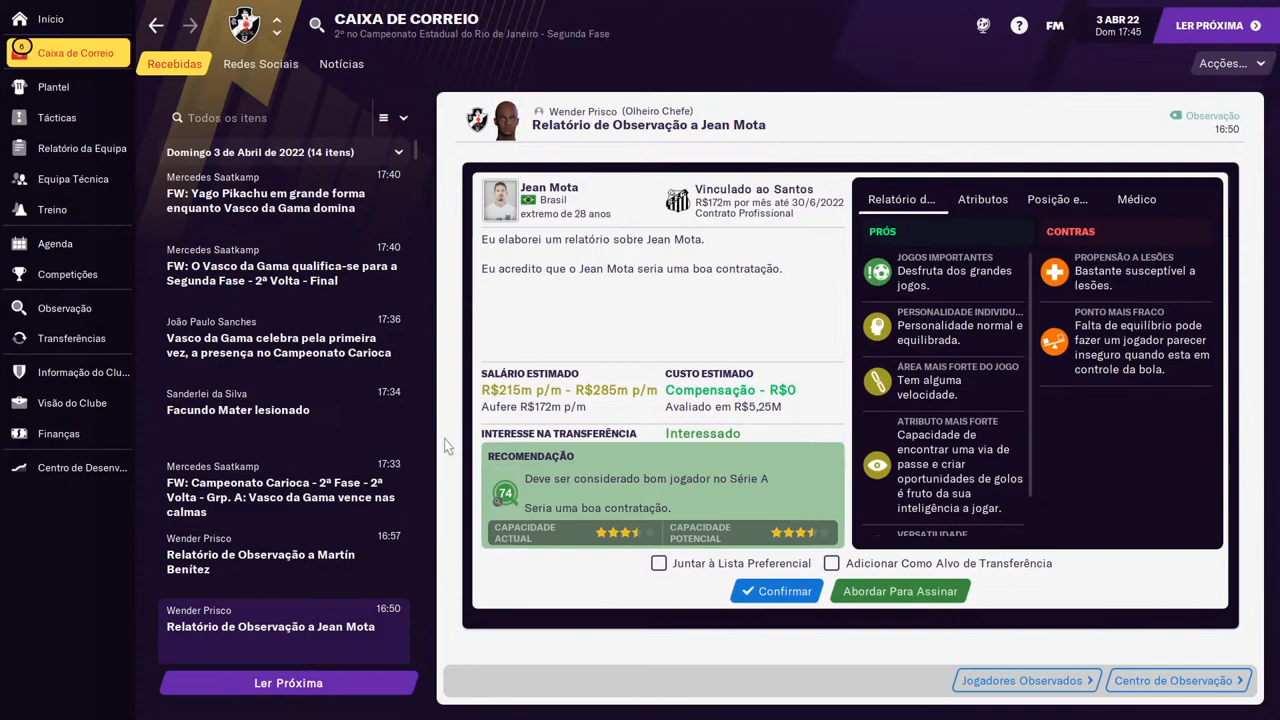 Início
6
Caixa de Correio
Plantel
Tácticas
Relatório da Equipa
Equipa Técnica
Treino
Agenda
Competições
Observação
Transferências
Informação do Clu...
Visão do Clube
Finanças
Centro de Desenv...
CAIXA DE CORREIO
2º no Campeonato Estadual do Rio de Janeiro - Segunda Fase
FM
3 ABR 22
Dom 17:45
LER PRÓXIMA
Recebidas
Redes Sociais
Notícias
Acções...
Todos os itens
Domingo 3 de Abril de 2022 (14 itens)
Mercedes Saatkamp 17:40
FW: Yago Pikachu em grande forma
enquanto Vasco da Gama domina
Mercedes Saatkamp 17:40
FW: O Vasco da Gama qualifica-se para a
Segunda Fase - 2ª Volta - Final
João Paulo Sanches 17:36
Vasco da Gama celebra pela primeira
vez, a presença no Campeonato Carioca
Sanderlei da Silva 17:34
Facundo Mater lesionado
Mercedes Saatkamp 17:33
FW: Campeonato Carioca - 2ª Fase - 2ª
Volta - Grp. A: Vasco da Gama vence nas
calmas
Wender Prisco 16:57
Relatório de Observação a Martín
Benítez
Wender Prisco 16:50
Relatório de Observação a Jean Mota
Ler Próxima
Wender Prisco (Olheiro Chefe)
Relatório de Observação a Jean Mota
Observação
16:50
Jean Mota
Brasil
extremo de 28 anos
Vinculado ao Santos
R$172m por mês até 30/6/2022
Contrato Profissional
Eu elaborei um relatório sobre Jean Mota.
Eu acredito que o Jean Mota seria uma boa contratação.
SALÁRIO ESTIMADO
R$215m p/m - R$285m p/m
Aufere R$172m p/m
CUSTO ESTIMADO
Compensação - R$0
Avaliado em R$5,25M
INTERESSE NA TRANSFERÊNCIA
Interessado
RECOMENDAÇÃO
74
Deve ser considerado bom jogador no Série A
Seria uma boa contratação.
CAPACIDADE
ACTUAL
CAPACIDADE
POTENCIAL
Relatório d...
Atributos
Posição e...
Médico
PRÓS
JOGOS IMPORTANTES
Desfruta dos grandes
jogos.
PERSONALIDADE INDIVIDU...
Personalidade normal e
equilibrada.
ÁREA MAIS FORTE DO JOGO
Tem alguma
velocidade.
ATRIBUTO MAIS FORTE
Capacidade de
encontrar uma via de
passe e criar
oportunidades de golos
é fruto da sua
inteligência a jogar.
VERSATILIDADE
CONTRAS
PROPENSÃO A LESÕES
Bastante susceptível a
lesões.
PONTO MAIS FRACO
Falta de equilíbrio pode
fazer um jogador parecer
inseguro quando esta em
controle da bola.
Juntar à Lista Preferencial
Adicionar Como Alvo de Transferência
Confirmar
Abordar Para Assinar
Jogadores Observados
Centro de Observação